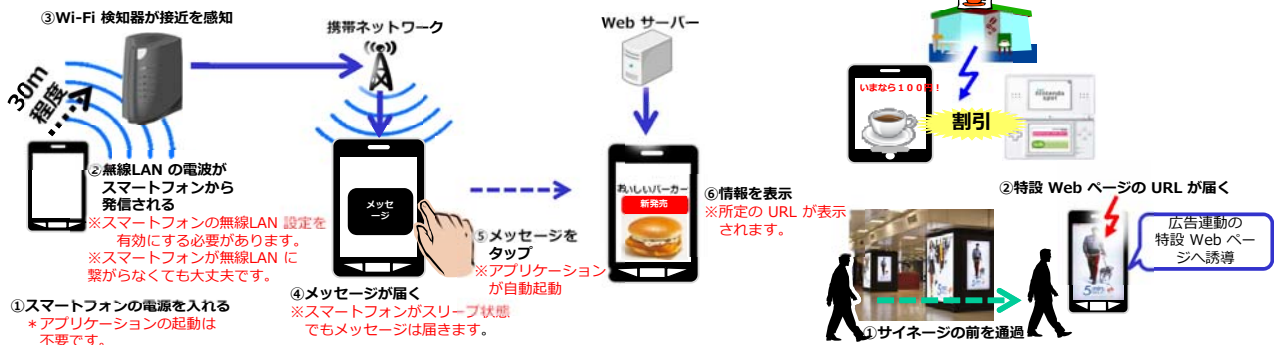 ③Wi-Fi 検知器が接近を感知
携帯ネットワーク
Web サーバー
30m
程度
②無線LAN の電波が
スマートフォンから
発信される
※スマートフォンの無線LAN 設定を
有効にする必要があります。
※スマートフォンが無線LAN に
繋がらなくても大丈夫です。
①スマートフォンの電源を入れる
＊アプリケーションの起動は
不要です。
メッセ
ージ
④メッセージが届く
※スマートフォンがスリープ状態
でもメッセージは届きます。
⑤メッセージを
タップ
※アプリケーション
が自動起動
おいしいバーガー
新発売
⑥情報を表示
※所定の URL が表示
されます。
いまなら１００円！
割引
Nintendo
spot
②特設 Web ページの URL が届く
広告連動の
特設 Web ペー
ジへ誘導
①サイネージの前を通過